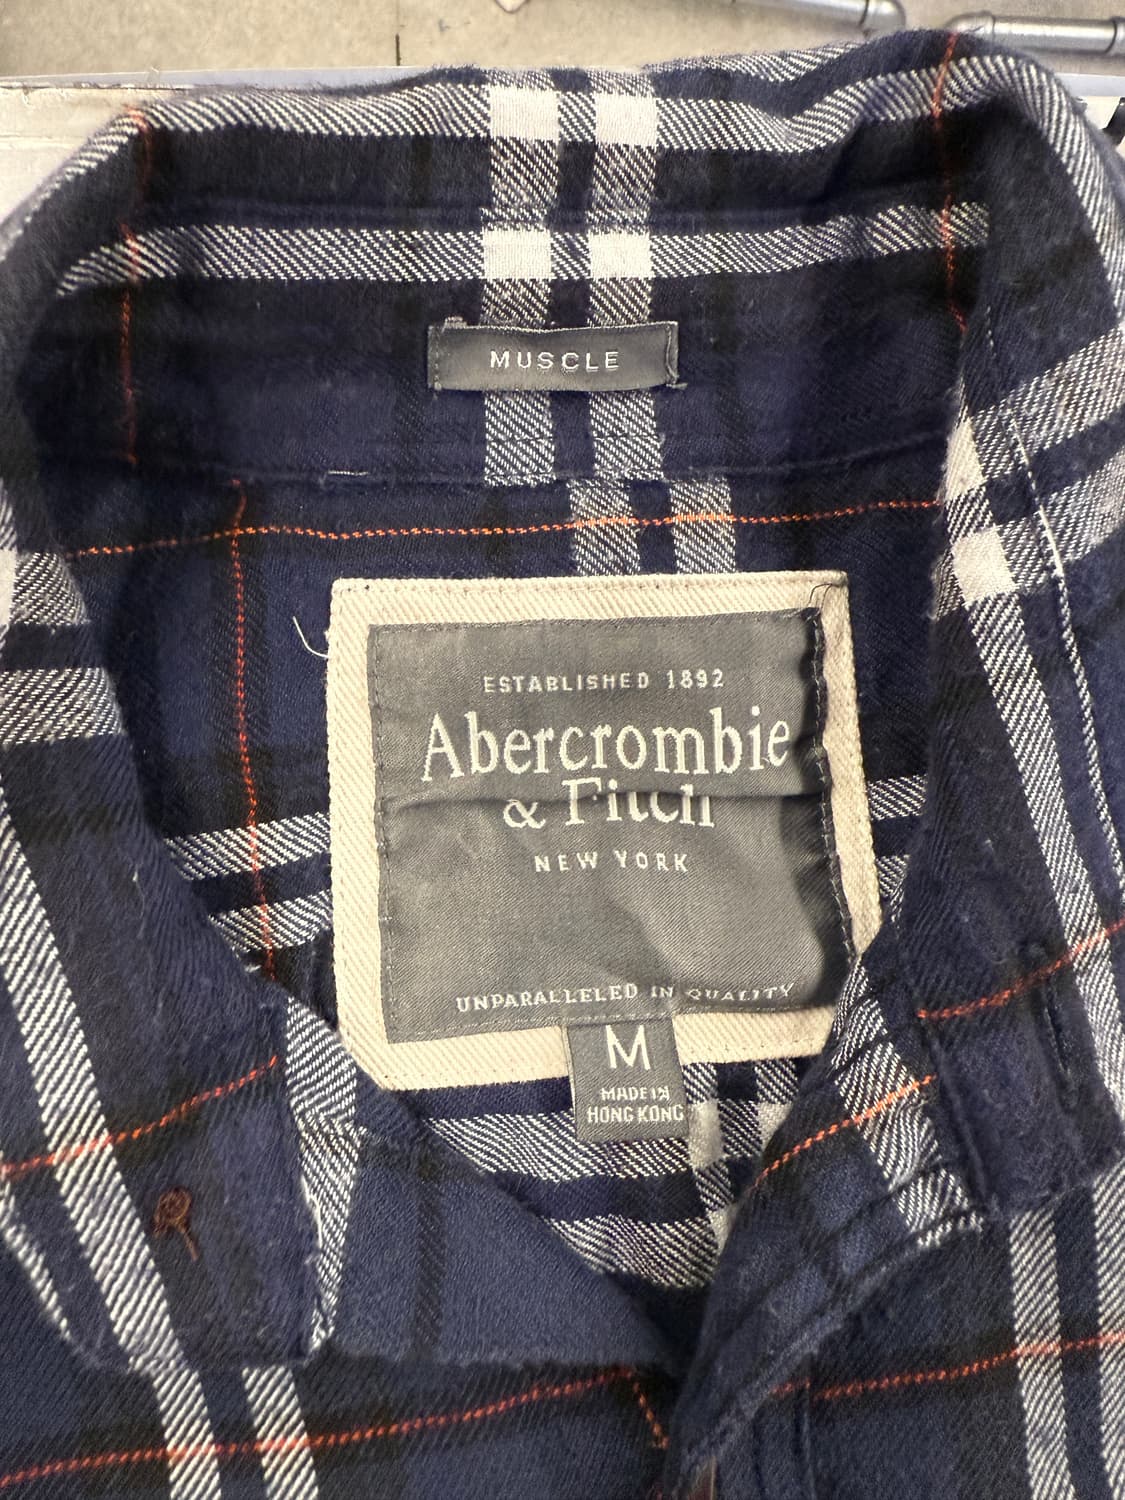 MUSCLE
ESTABLISHED 1892
Abercrombie
& Fitch
NEW YORK
UNPARALLELED IN QUALITY
M
MADE IN
HONG KONG